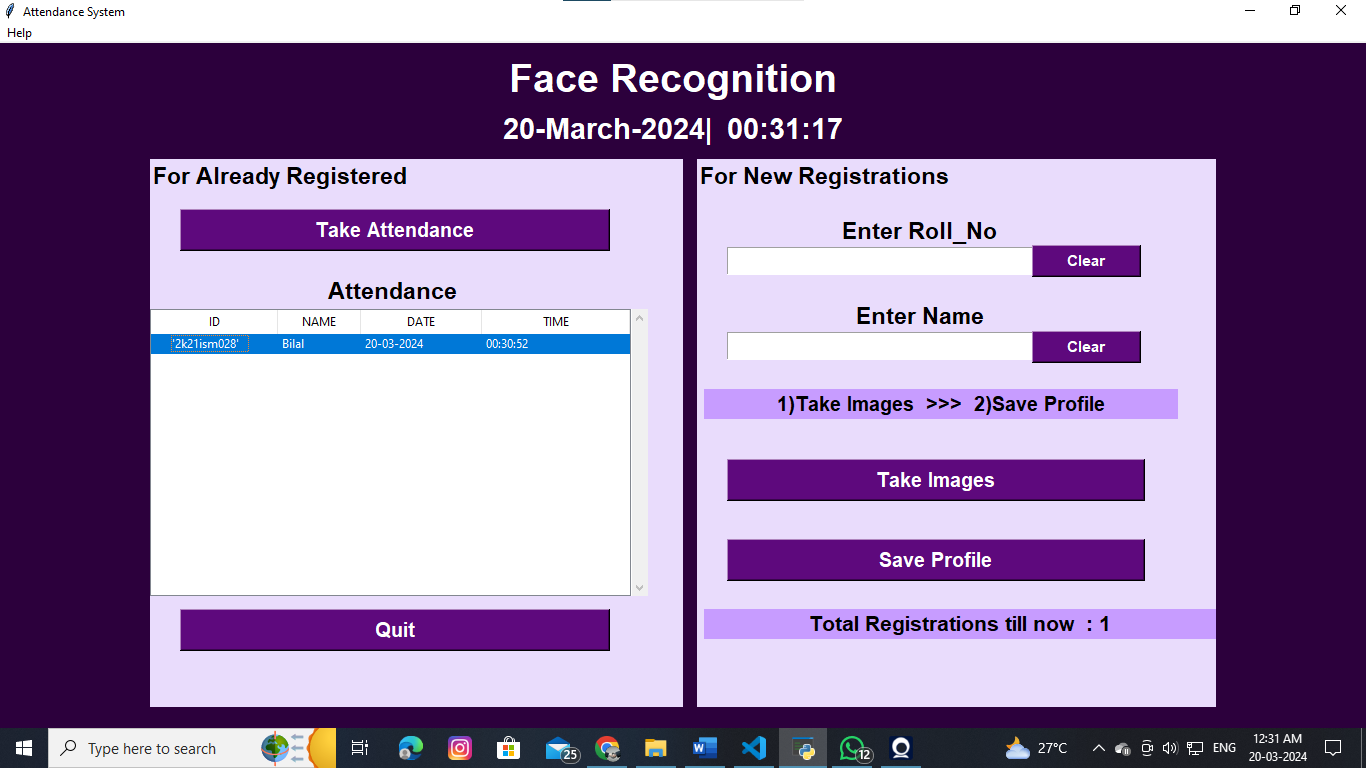 Attendance System
Help
Face Recognition
20-March-2024| 00:31:17
For Already Registered
Take Attendance
Attendance
ID NAME DATE TIME
'2k21ism028' Bilal 20-03-2024 00:30:52
Quit
For New Registrations
Enter Roll_No
Clear
Enter Name
Clear
1)Take Images >>> 2)Save Profile
Take Images
Save Profile
Total Registrations till now : 1
Type here to search
25
12
27°C
ENG
12:31 AM
20-03-2024